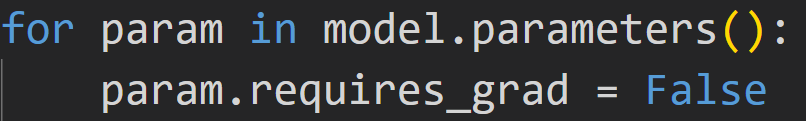 for param in model.parameters():
    param.requires_grad = False